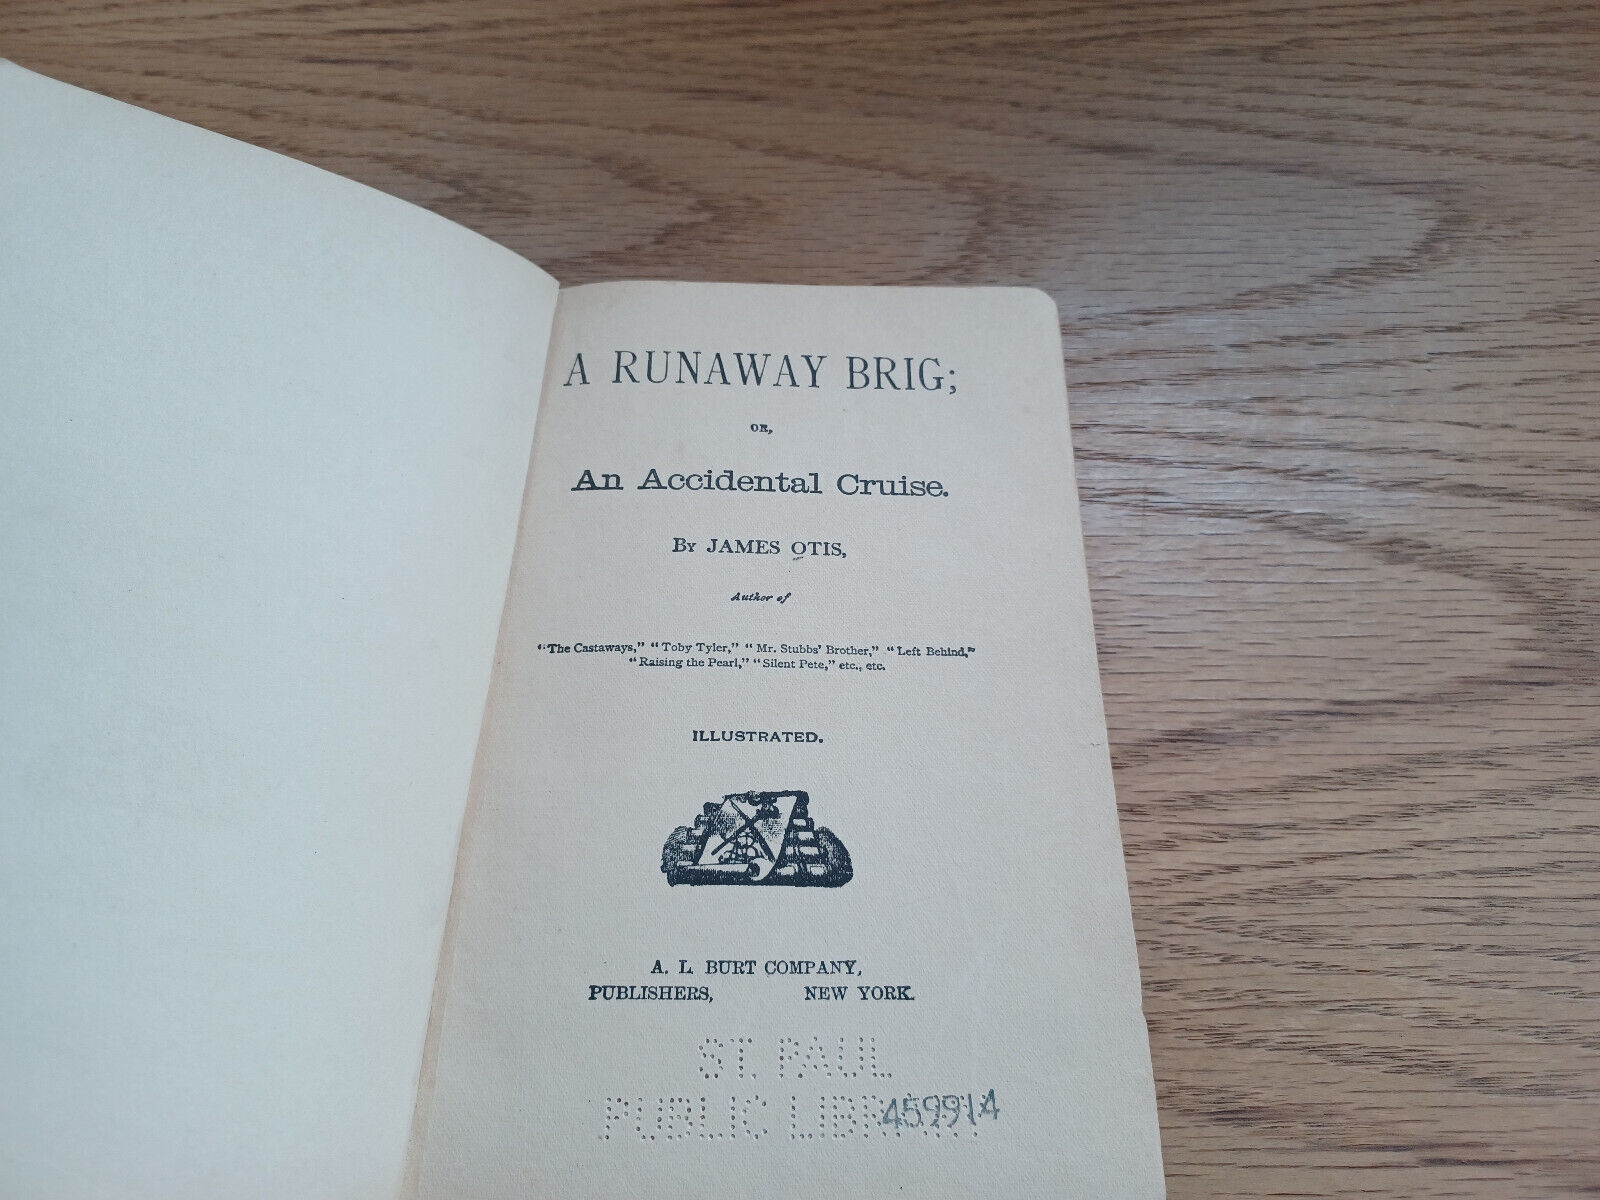 A RUNAWAY BRIG;
OR,
An Accidental Cruise.
By JAMES OTIS,
Author of
"The Castaways," "Toby Tyler," "Mr. Stubbs' Brother," "Left Behind,"
"Raising the Pearl," "Silent Pete," etc., etc.
ILLUSTRATED.
A. L. BURT COMPANY,
PUBLISHERS, NEW YORK.
ST. PAUL
PUBLIC LIBRARY
459914